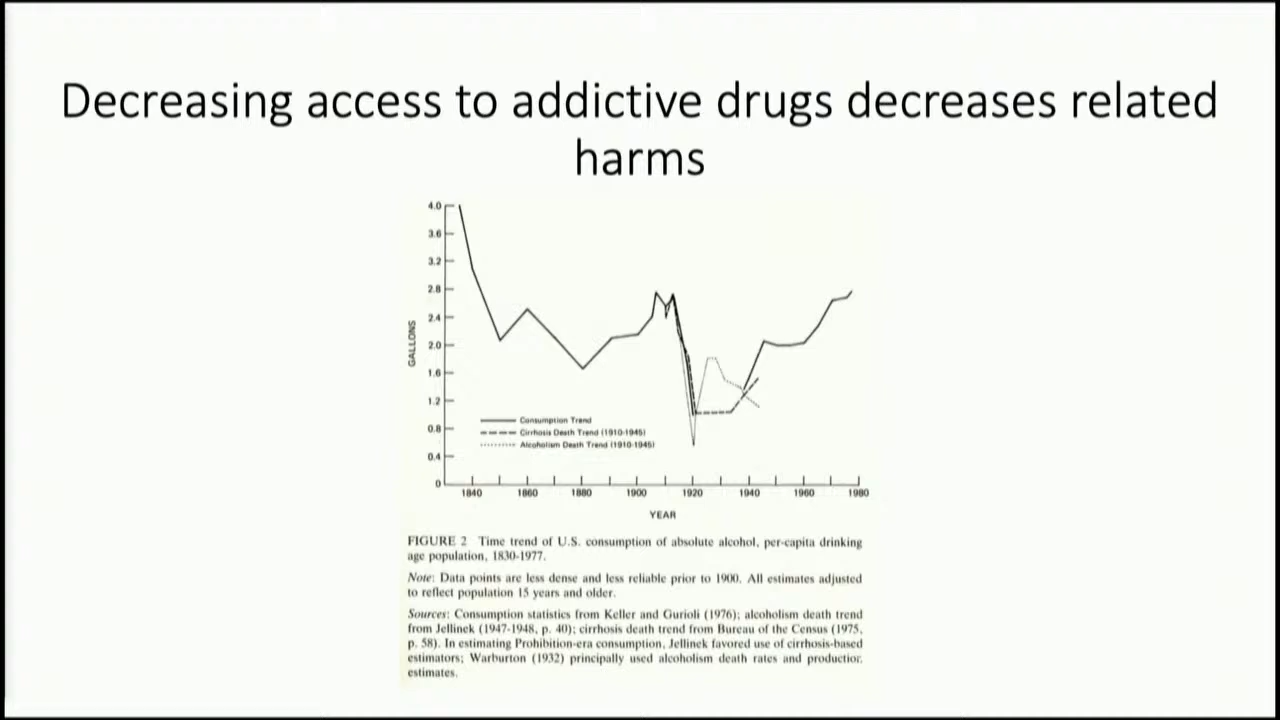 Decreasing access to addictive drugs decreases related
harms
4.0
3.6
3.2
2.8
2.4
2.0
1.6
1.2
0.8
0.4
0
GALLONS
Consumption Trend
Cirrhosis Death Trend (1910-1945)
Alcoholism Death Trend (1910-1945)
1840 1860 1880 1900 1920 1940 1960 1980
YEAR
FIGURE 2 Time trend of U.S. consumption of absolute alcohol, per-capita drinking
age population, 1830-1977.
Note: Data points are less dense and less reliable prior to 1900. All estimates adjusted
to reflect population 15 years and older.
Sources: Consumption statistics from Keller and Gurioli (1976); alcoholism death trend
from Jellinek (1947-1948, p. 40); cirrhosis death trend from Bureau of the Census (1975,
p. 58). In estimating Prohibition-era consumption, Jellinek favored use of cirrhosis-based
estimators; Warburton (1932) principally used alcoholism death rates and production
estimates.